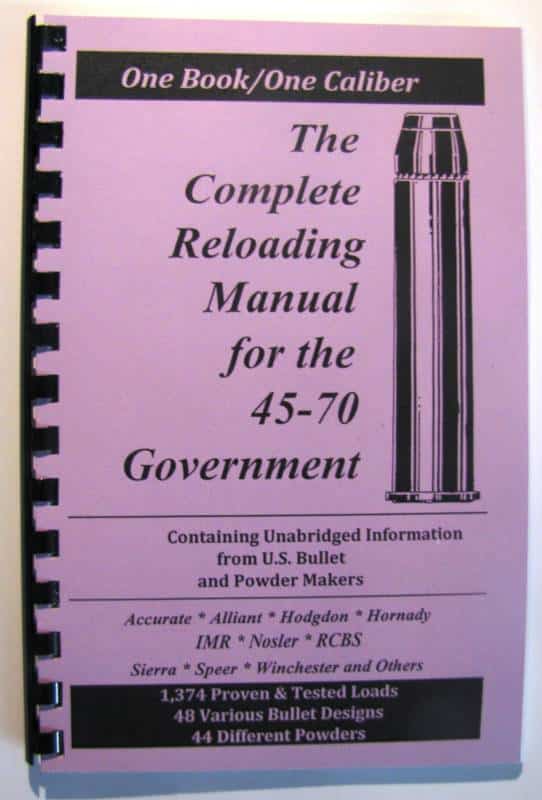 One Book/One Caliber
The
Complete
Reloading
Manual
for the
45-70
Government
Containing Unabridged Information
from U.S. Bullet
and Powder Makers
Accurate * Alliant * Hodgdon * Hornady
IMR * Nosler * RCBS
Sierra * Speer * Winchester and Others
1,374 Proven & Tested Loads
48 Various Bullet Designs
44 Different Powders